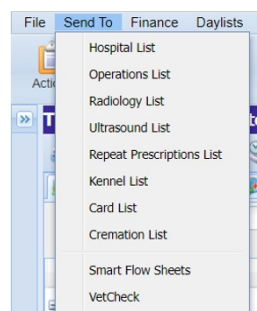 File Send To Finance Daylists
Hospital List
Operations List
Radiology List
Ultrasound List
Repeat Prescriptions List
Kennel List
Card List
Cremation List
Smart Flow Sheets
VetCheck